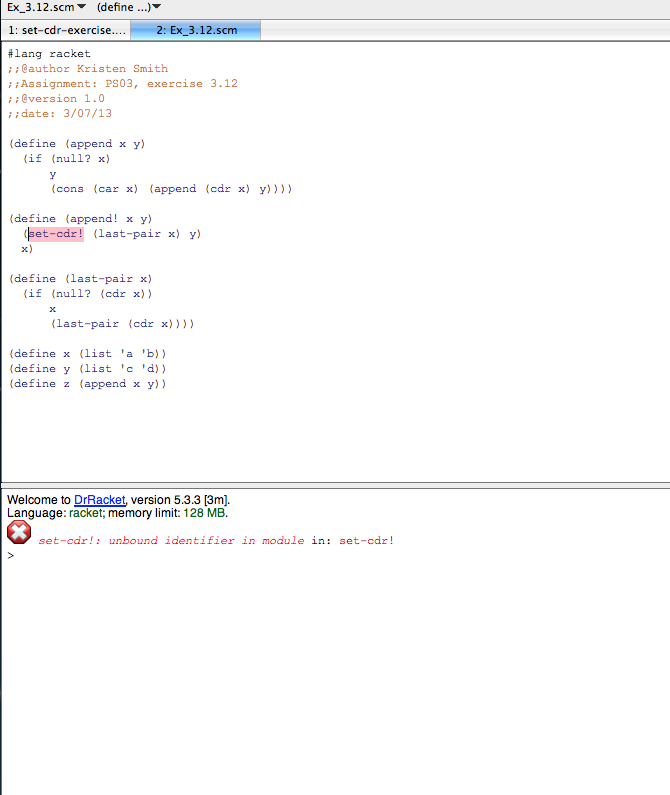 Ex_3.12.scm (define ...)
1: set-cdr-exercise.... 2: Ex_3.12.scm
#lang racket
;;@author Kristen Smith
;;Assignment: PS03, exercise 3.12
;;@version 1.0
;;date: 3/07/13
(define (append x y)
(if (null? x)
y
(cons (car x) (append (cdr x) y))))
(define (append! x y)
(set-cdr! (last-pair x) y)
x)
(define (last-pair x)
(if (null? (cdr x))
x
(last-pair (cdr x))))
(define x (list 'a 'b))
(define y (list 'c 'd))
(define z (append x y))
Welcome to DrRacket, version 5.3.3 [3m].
Language: racket; memory limit: 128 MB.
set-cdr!: unbound identifier in module in: set-cdr!
>